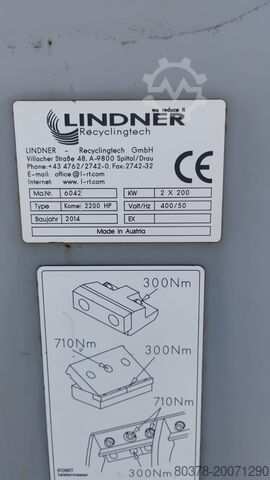 we reduce it
LINDNER
Recyclingtech
LINDNER - Recyclingtech GmbH
Villacher Straße 48, A-9800 Spittal/Drau
Phone:+43 4762/2742-0, Fax:2742-32
E-mail: office@l-rt.com
Internet: www. l-rt.com
Ma.Nr. 6042 KW 2 X 200
Type Komet 2200 HP Volt/Hz 400/50
Baujahr 2014 EX
Made in Austria
CE
300Nm
710Nm
300Nm
710Nm
KOMET
Leistenmesser
300Nm
80378-20071290